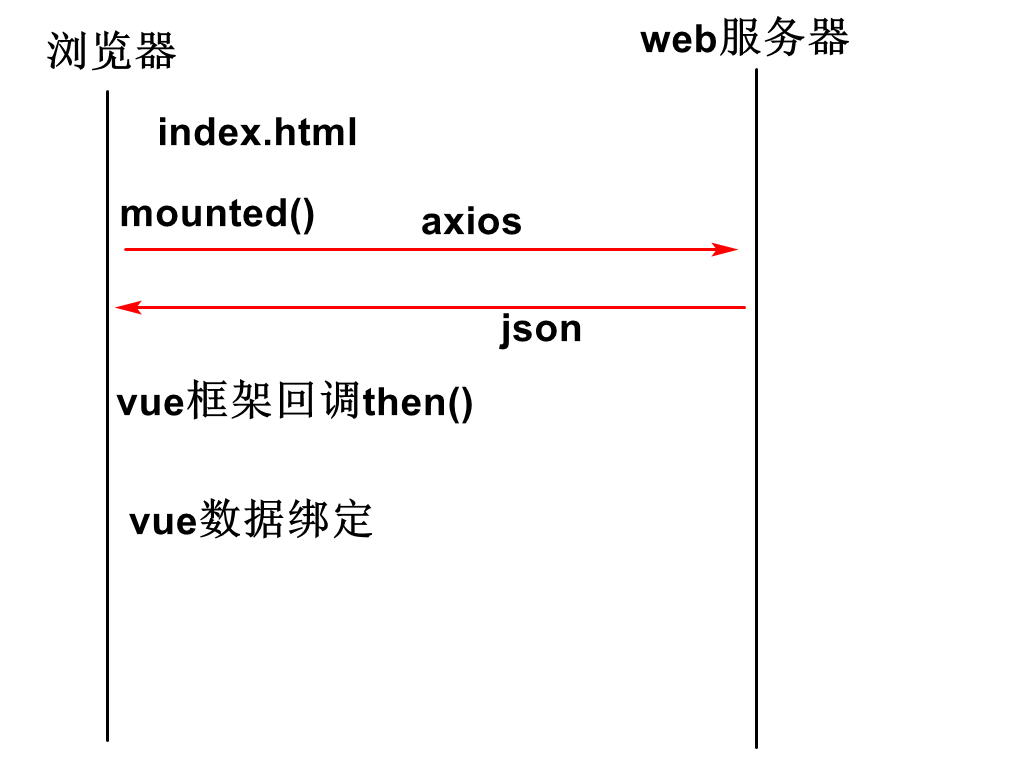 浏览器
web服务器
index.html
mounted()
axios
json
vue框架回调then()
vue数据绑定